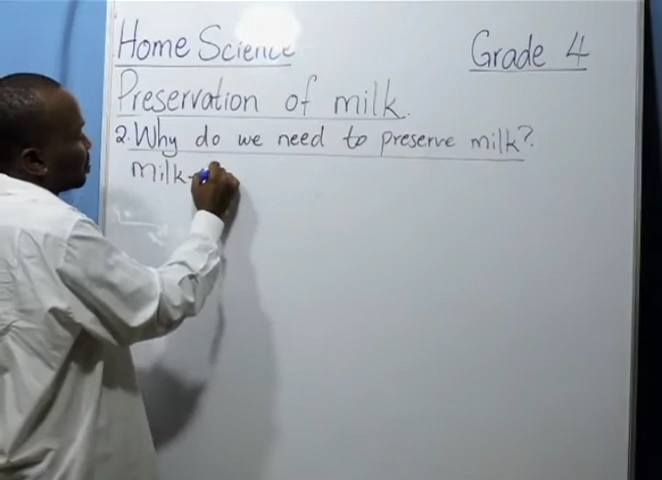 Home Science
Grade 4
Preservation of milk.
2. Why do we need to preserve milk?
milk